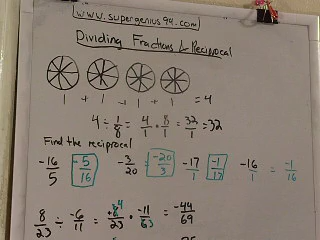 www.supergenius94.com
Dividing Fractions & Reciprocal
1 + 1 + 1 + 1 = 4
4 ÷ 1/8 = 4/1 · 8/1 = 32/1 = 32
Find the reciprocal
-16/5 -5/16 -3/20 -20/3 -17/1 -1/17 -16/1 -1/16
8/23 ÷ -6/11 = 8/23 · -11/6 = -44/69